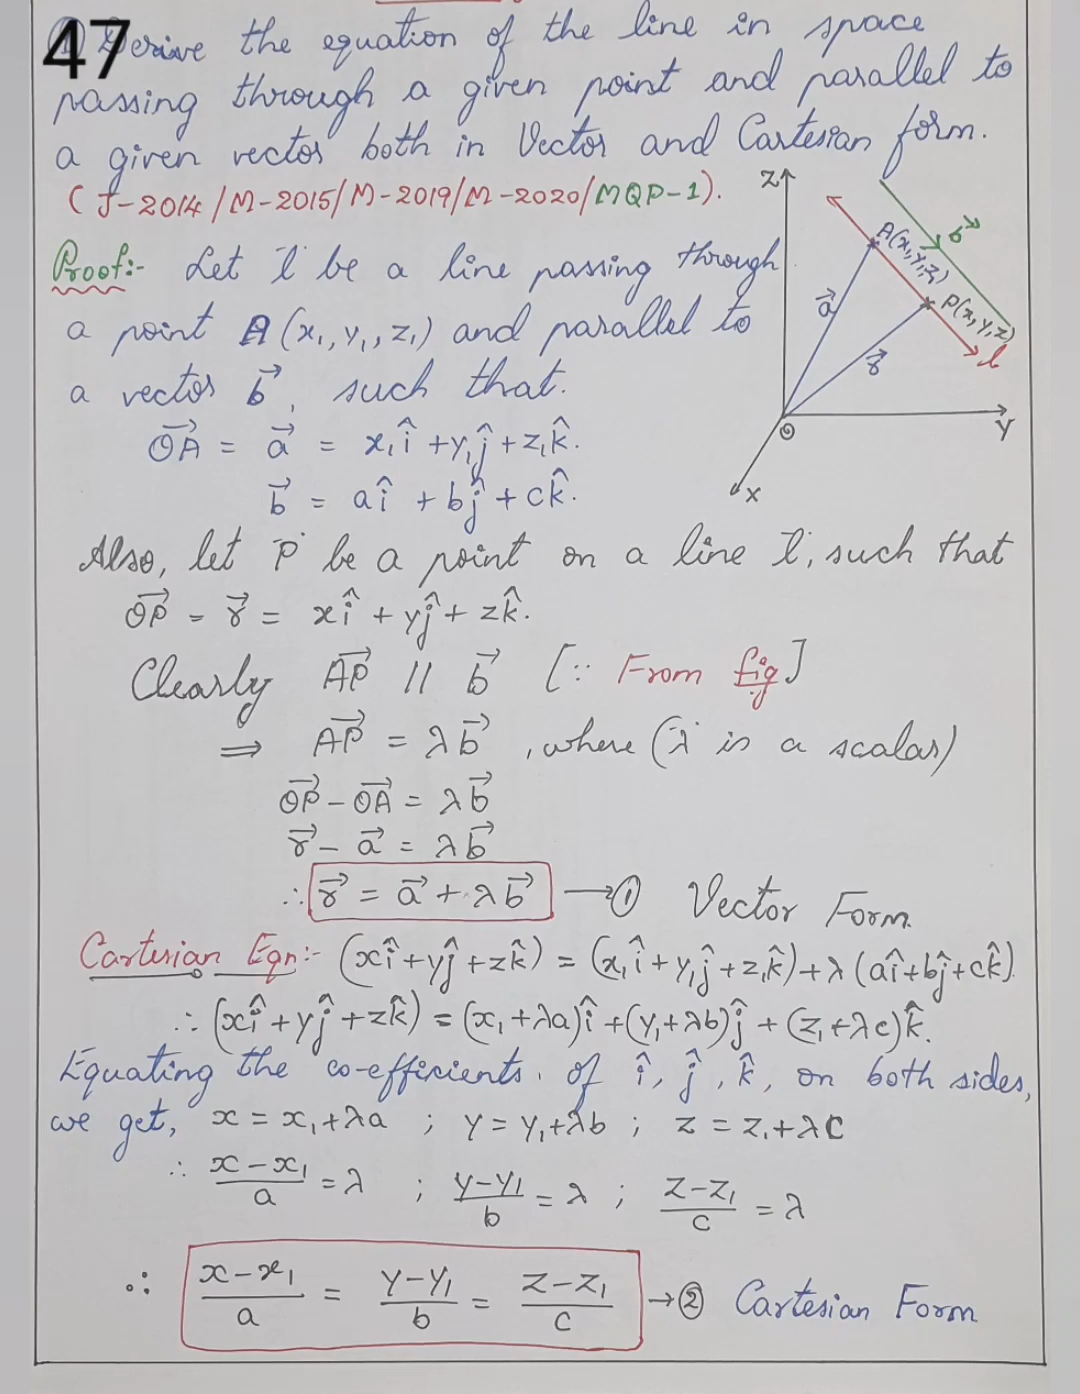 47
Derive the equation of the line in space
passing through a given point and parallel to
a given vector both in Vector and Cartesian form.
(J-2014/M-2015/M-2019/M-2020/MQP-1).
Proof:- Let 'l' be a line passing through
a point A(x₁, y₁, z₁) and parallel to
a vector b⃗, such that.
O⃗A = a⃗ = x₁î + y₁ĵ + z₁k̂.
b⃗ = aî + bĵ + ck̂.
Z
A(x₁,y₁,z₁)
b⃗
a⃗
P(x,y,z)
r⃗
l
O
Y
X
Also, let 'P' be a point on a line 'l', such that
O⃗P = r⃗ = xî + yĵ + zk̂.
Clearly A⃗P || b⃗ [∵ From fig]
⇒ A⃗P = λb⃗, where (λ is a scalar)
O⃗P - O⃗A = λb⃗
r⃗ - a⃗ = λb⃗
∴ r⃗ = a⃗ + λb⃗ → ① Vector Form
Cartesian Eqn:- (xî + yĵ + zk̂) = (x₁î + y₁ĵ + z₁k̂) + λ(aî + bĵ + ck̂).
∴ (xî + yĵ + zk̂) = (x₁ + λa)î + (y₁ + λb)ĵ + (z₁ + λc)k̂.
Equating the co-efficients of î, ĵ, k̂, on both sides,
we get, x = x₁ + λa ; y = y₁ + λb ; z = z₁ + λc
∴ (x - x₁)/a = λ ; (y - y₁)/b = λ ; (z - z₁)/c = λ
∴ (x - x₁)/a = (y - y₁)/b = (z - z₁)/c → ② Cartesian Form